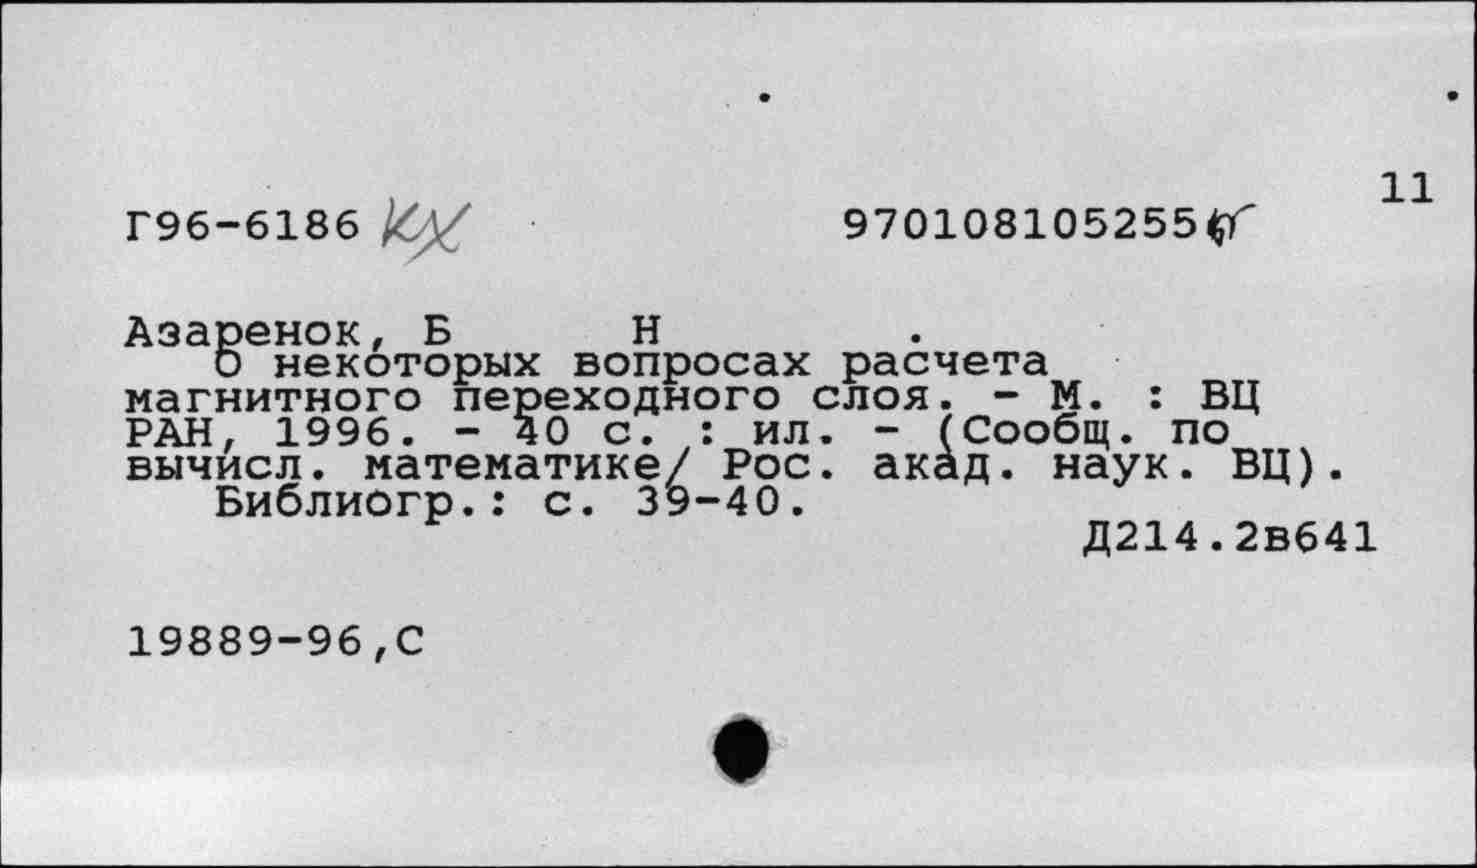 11
Г96-6186 КХ 970108105255
Азаренок, Б Н .
О некоторых вопросах расчета
магнитного переходного слоя. - М. : ВЦ
РАН, 1996. - 40 с. : ил. - (Сообщ. по
вычисл. математике/ Рос. акад. наук. ВЦ).
Библиогр.: с. 39-40.
Д214.2в641
19889-96,С